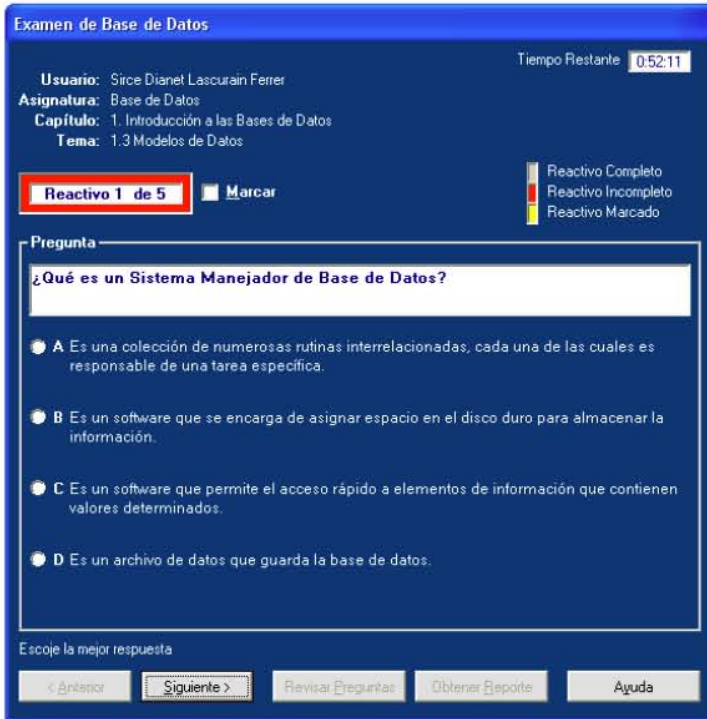 Examen de Base de Datos
Tiempo Restante 0:52:11
Usuario: Sirce Dianet Lascurain Ferrer
Asignatura: Base de Datos
Capítulo: 1. Introducción a las Bases de Datos
Tema: 1.3 Modelos de Datos
Reactivo 1 de 5
Marcar
Reactivo Completo
Reactivo Incompleto
Reactivo Marcado
Pregunta
¿Qué es un Sistema Manejador de Base de Datos?
A Es una colección de numerosas rutinas interrelacionadas, cada una de las cuales es
responsable de una tarea específica.
B Es un software que se encarga de asignar espacio en el disco duro para almacenar la
información.
C Es un software que permite el acceso rápido a elementos de información que contienen
valores determinados.
D Es un archivo de datos que guarda la base de datos.
Escoje la mejor respuesta
< Anterior
Siguiente >
Revisar Preguntas
Obtener Reporte
Ayuda